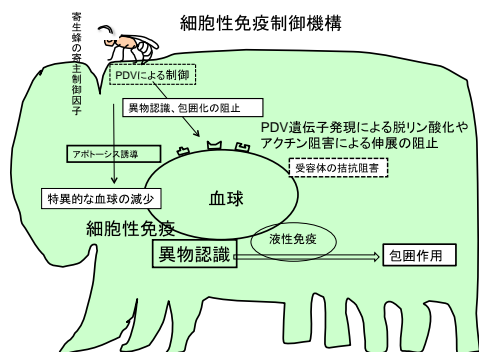 細胞性免疫制御機構
寄生蜂の寄主制御因子
PDVによる制御
異物認識、包囲化の阻止
PDV遺伝子発現による脱リン酸化や
アクチン阻害による伸展の阻止
アポトーシス誘導
受容体の拮抗阻害
特異的な血球の減少
血球
細胞性免疫
液性免疫
異物認識
包囲作用